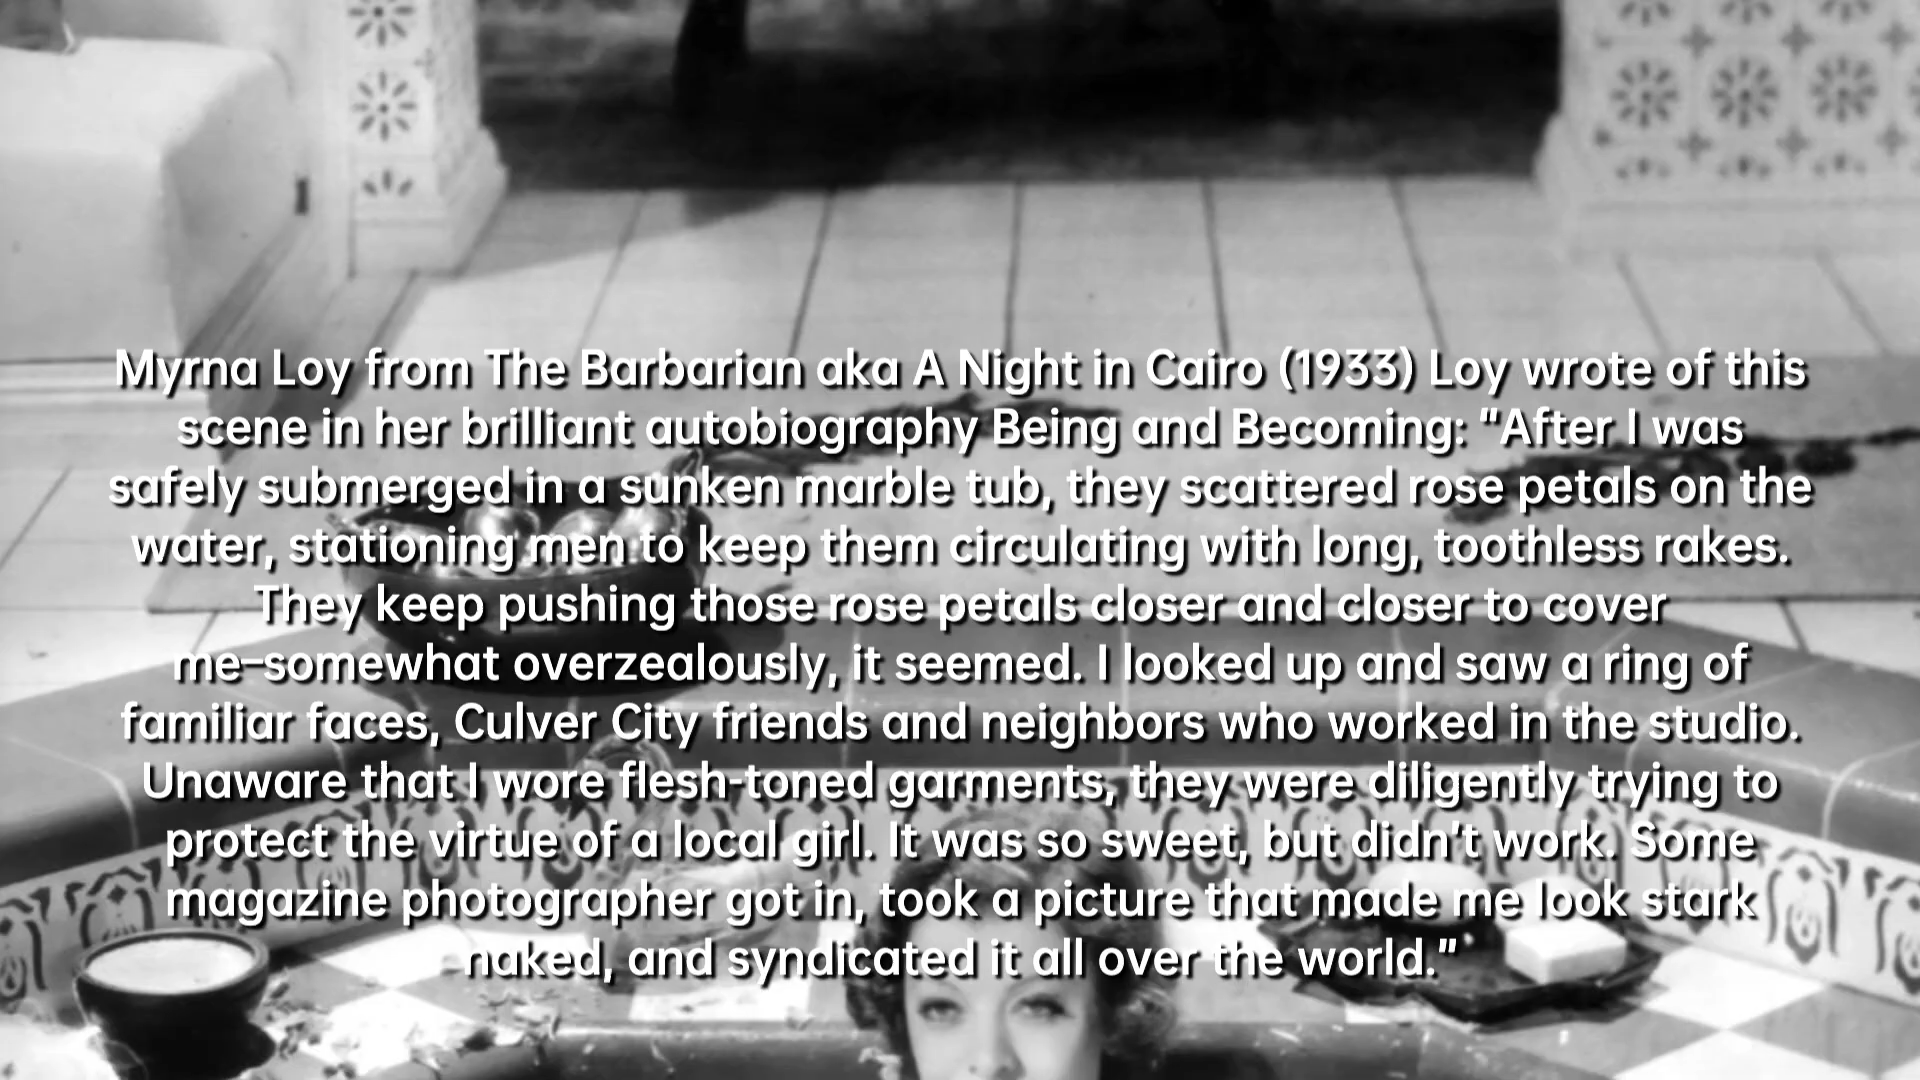 Myrna Loy from The Barbarian aka A Night in Cairo (1933) Loy wrote of this
scene in her brilliant autobiography Being and Becoming: "After I was
safely submerged in a sunken marble tub, they scattered rose petals on the
water, stationing men to keep them circulating with long, toothless rakes.
They keep pushing those rose petals closer and closer to cover
me–somewhat overzealously, it seemed. I looked up and saw a ring of
familiar faces, Culver City friends and neighbors who worked in the studio.
Unaware that I wore flesh-toned garments, they were diligently trying to
protect the virtue of a local girl. It was so sweet, but didn't work. Some
magazine photographer got in, took a picture that made me look stark
naked, and syndicated it all over the world."